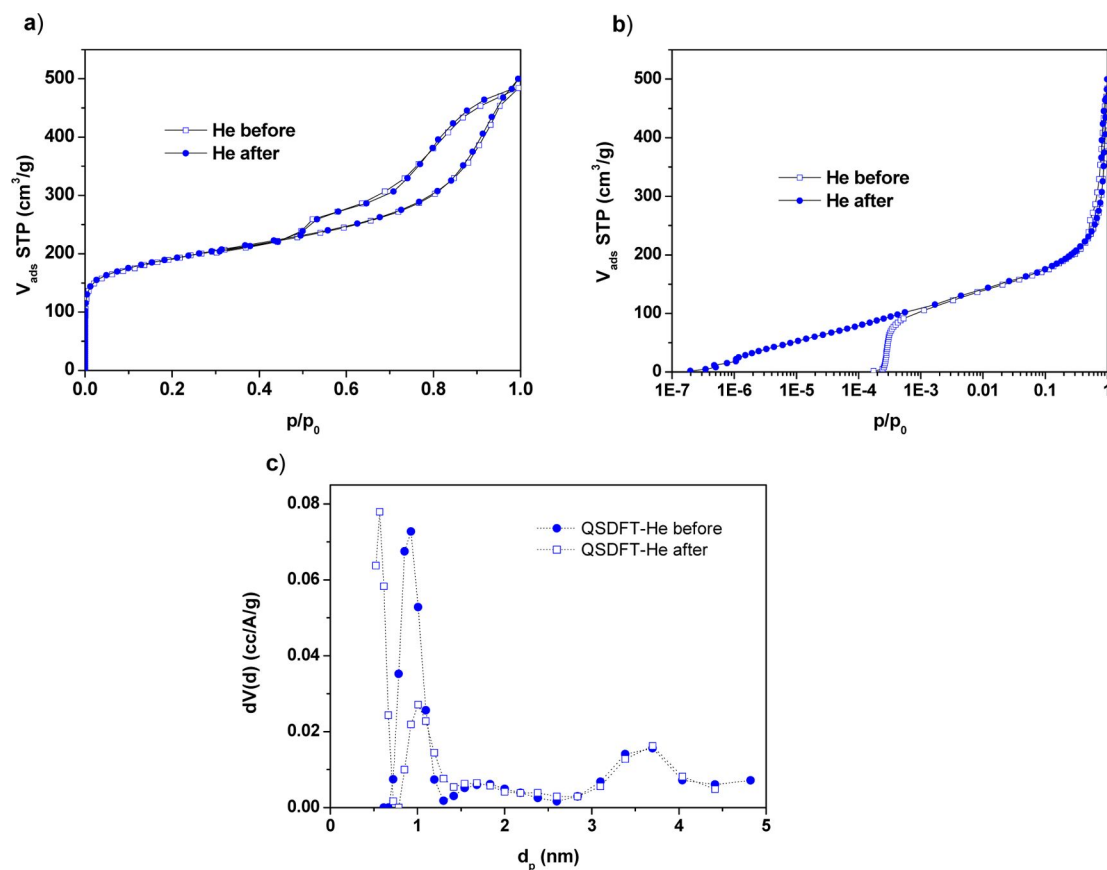 a)
500
400
300
200
100
0
V_ads STP (cm³/g)
He before
He after
0.0 0.2 0.4 0.6 0.8 1.0
p/p₀
b)
500
400
300
200
100
0
V_ads STP (cm³/g)
He before
He after
1E-7 1E-6 1E-5 1E-4 1E-3 0.01 0.1 1
p/p₀
c)
0.08
0.06
0.04
0.02
0.00
dV(d) (cc/A/g)
QSDFT-He before
QSDFT-He after
0 1 2 3 4 5
d_p (nm)